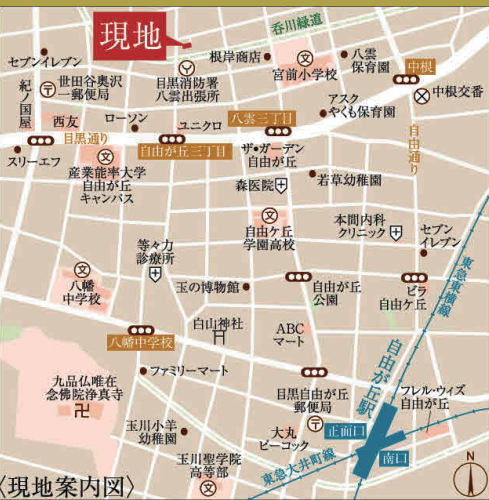 現地
呑川緑道
セブンイレブン
根岸商店
文
宮前小学校
八雲
保育園
中根
中根交番
世田谷奥沢
一郵便局
目黒消防署
八雲出張所
紀ノ国屋
西友
ローソン
ユニクロ
八雲三丁目
アスク
やくも保育園
目黒通り
自由が丘三丁目
ザ・ガーデン
自由が丘
自由通り
スリーエフ
文
産業能率大学
自由が丘
キャンパス
森医院
若草幼稚園
文
自由ケ丘
学園高校
本間内科
クリニック
セブン
イレブン
等々力
診療所
東急東横線
文
八幡
中学校
玉の博物館
自由が丘
公園
ピラ
自由ケ丘
白山神社
ABC
マート
八幡中学校
自由が丘駅
ファミリーマート
九品仏唯在
念佛院浄真寺
卍
目黒自由が丘
郵便局
フレル・ウィズ
自由が丘
玉川小羊
幼稚園
大丸
ピーコック
正面口
南口
玉川聖学院
高等部
文
東急大井町線
N
〈現地案内図〉